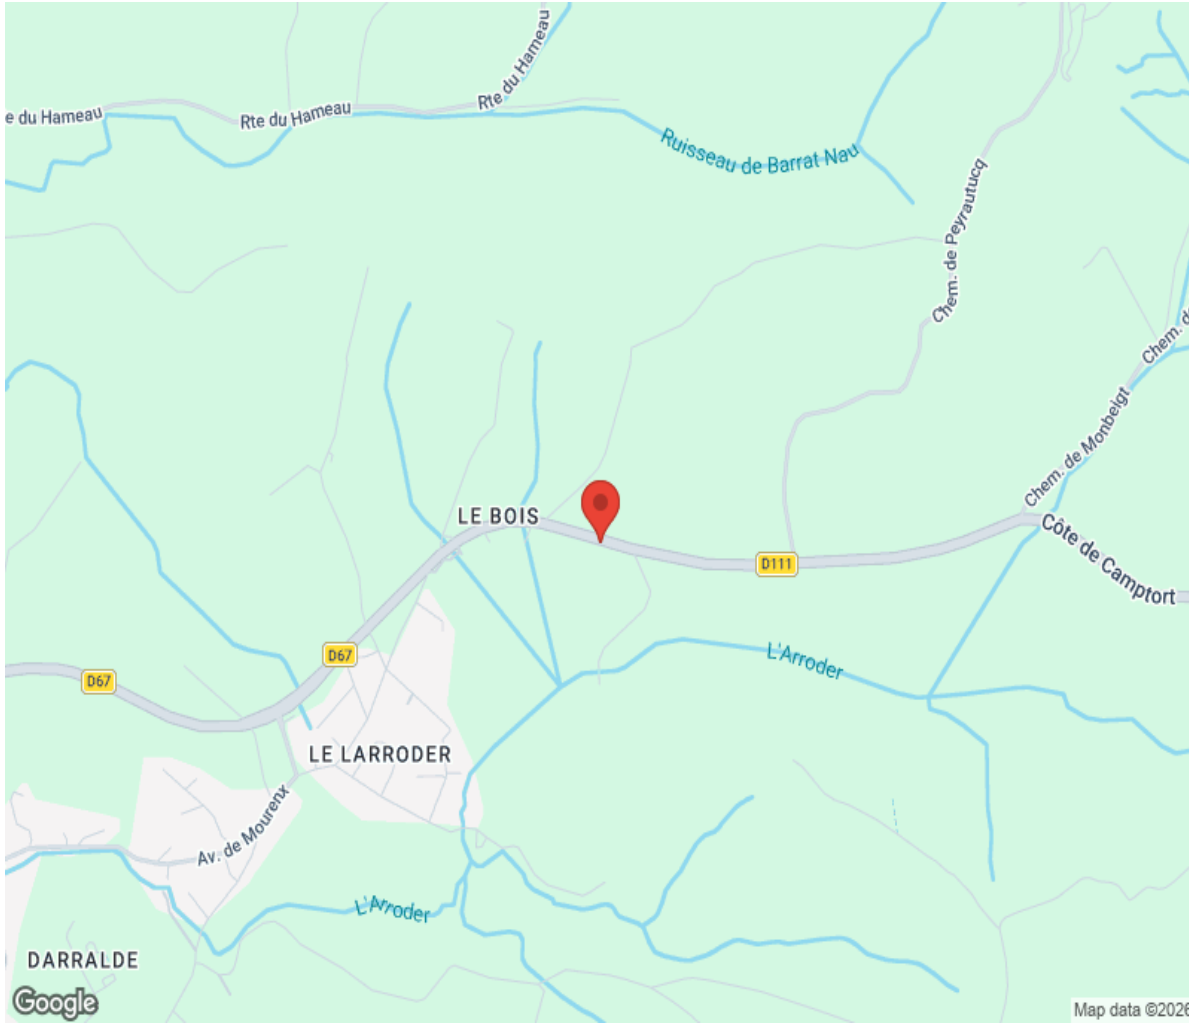 Rte du Hameau
e du Hameau
Rte du Hameau
Ruisseau de Barrat Nau
Chem. de Peyrautucq
Chem. de
Chem. de Monbeigt
LE BOIS
Côte de Camptort
D111
D67
L'Arroder
D67
LE LARRODER
Av. de Mourenx
L'Arroder
DARRALDE
Google
Map data ©2026